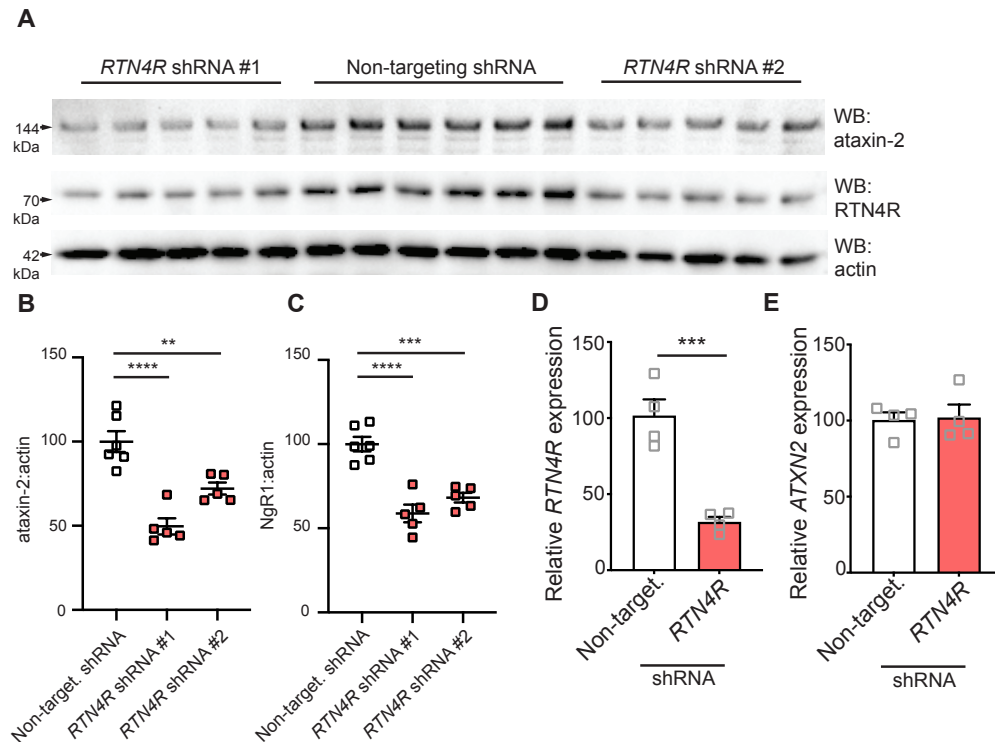 A
RTN4R shRNA #1 Non-targeting shRNA RTN4R shRNA #2
144
kDa
WB:
ataxin-2
70
kDa
WB:
RTN4R
42
kDa
WB:
actin
B
ataxin-2:actin
150
100
50
0
**
****
Non-target. shRNA
RTN4R shRNA #1
RTN4R shRNA #2
C
NgR1:actin
150
100
50
0
***
****
Non-target. shRNA
RTN4R shRNA #1
RTN4R shRNA #2
D
Relative RTN4R expression
150
100
50
0
***
Non-target.
RTN4R
shRNA
E
Relative ATXN2 expression
150
100
50
0
Non-target.
RTN4R
shRNA